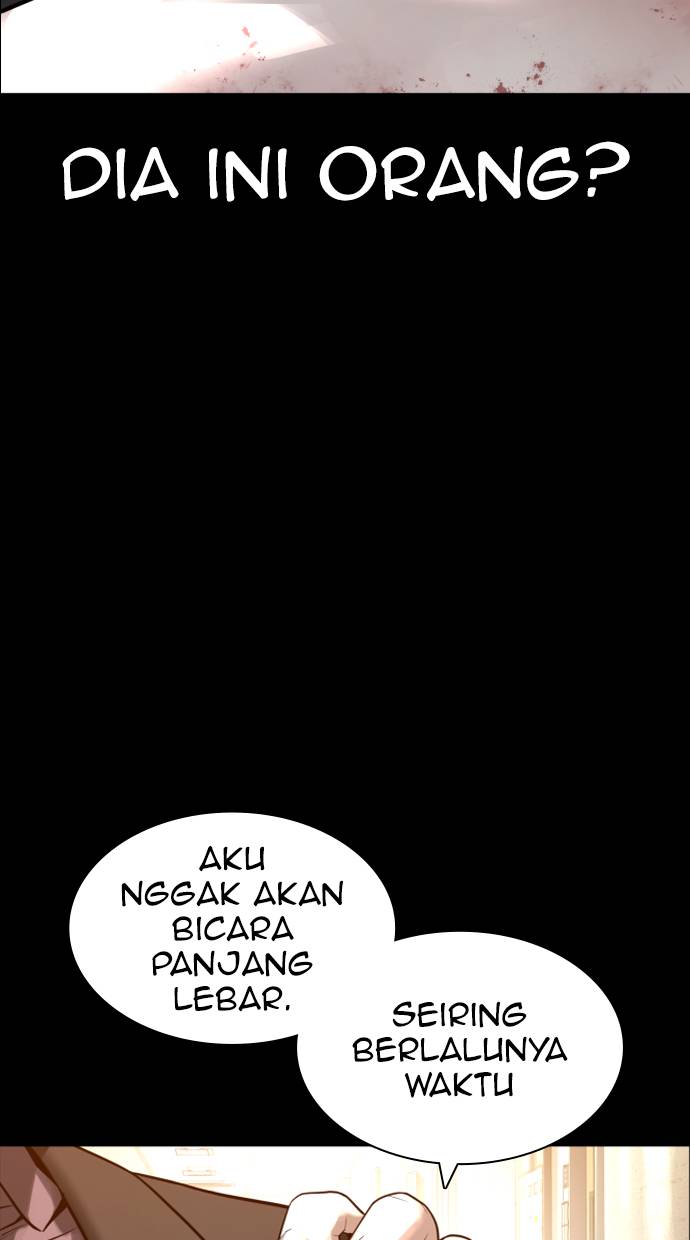 DIA INI ORANG?
AKU
NGGAK AKAN
BICARA
PANJANG
LEBAR.
SEIRING
BERLALUNYA
WAKTU